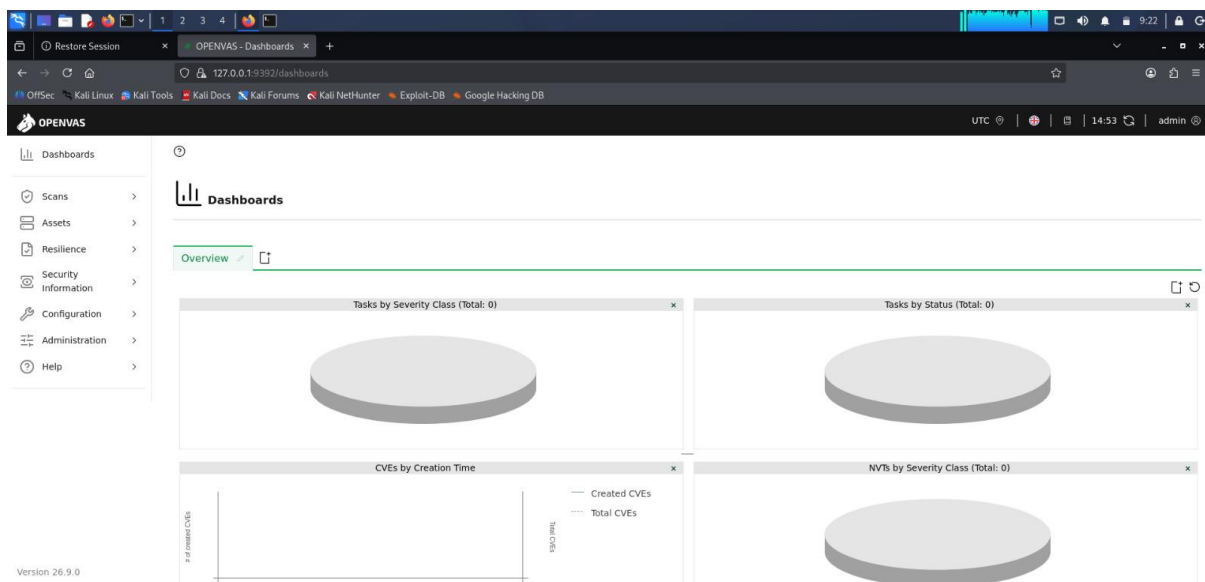 1 2 3 4
9:22
Restore Session × OPENVAS - Dashboards × +
127.0.0.1:9392/dashboards
OffSec Kali Linux Kali Tools Kali Docs Kali Forums Kali NetHunter Exploit-DB Google Hacking DB
OPENVAS UTC 14:53 admin
Dashboards
Scans
Assets
Resilience
Security
Information
Configuration
Administration
Help
Version 26.9.0
Dashboards
Overview
Tasks by Severity Class (Total: 0) ×
Tasks by Status (Total: 0) ×
CVEs by Creation Time ×
# of created CVEs
Total CVEs
Created CVEs
Total CVEs
NVTs by Severity Class (Total: 0) ×